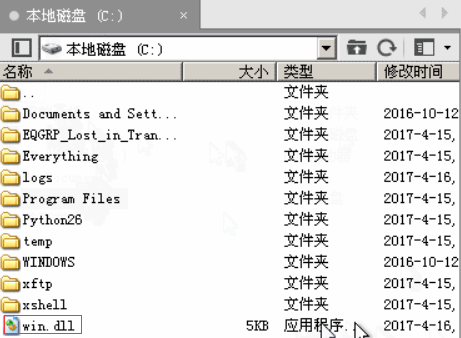 本地磁盘 (C:) ×
本地磁盘 (C:)
名称 大小 类型 修改时间
.. 文件夹
Documents and Sett... 文件夹 2016-10-12
EQGRP_Lost_in_Tran... 文件夹 2017-4-15,
Everything 文件夹 2017-4-15,
logs 文件夹 2017-4-16,
Program Files 文件夹 2017-4-15,
Python26 文件夹 2017-4-15,
temp 文件夹 2017-4-15,
WINDOWS 文件夹 2016-10-12
xftp 文件夹 2017-4-15,
xshell 文件夹 2017-4-15,
win.dll 5KB 应用程序.. 2017-4-16,